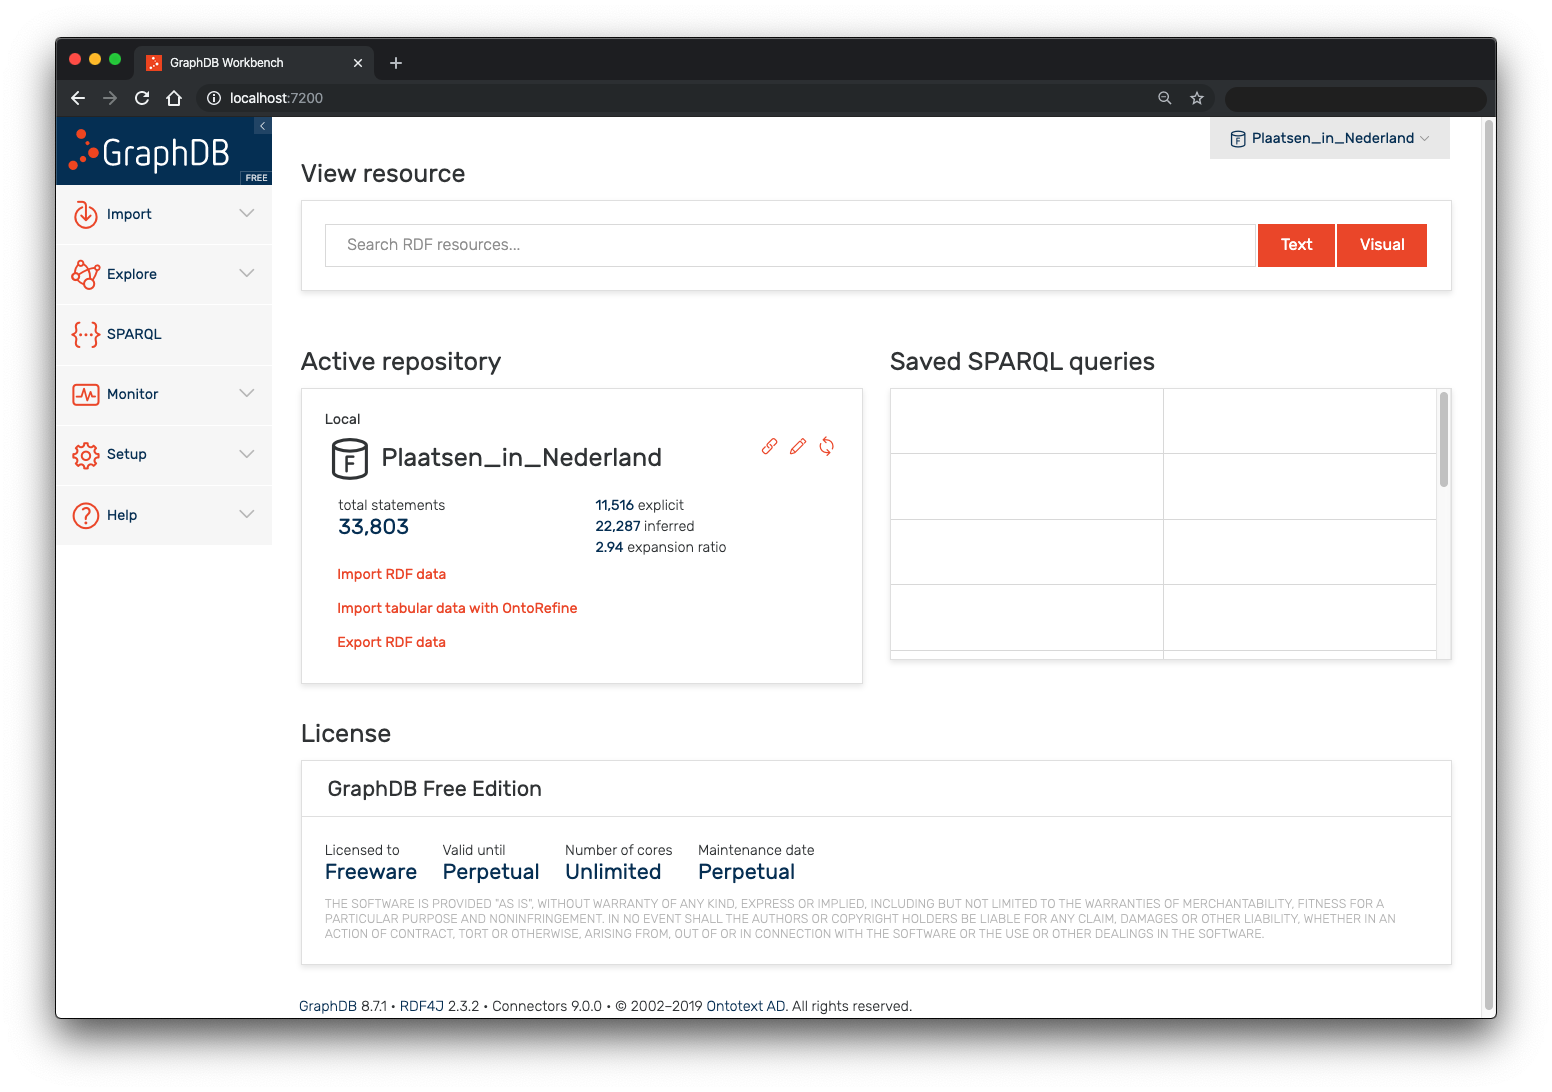 GraphDB Workbench
localhost:7200
GraphDB
FREE
Plaatsen_in_Nederland
Import
Explore
SPARQL
Monitor
Setup
Help
View resource
Search RDF resources...
Text
Visual
Active repository
Local
F
Plaatsen_in_Nederland
total statements
33,803
11,516 explicit
22,287 inferred
2.94 expansion ratio
Import RDF data
Import tabular data with OntoRefine
Export RDF data
Saved SPARQL queries
License
GraphDB Free Edition
Licensed to
Freeware
Valid until
Perpetual
Number of cores
Unlimited
Maintenance date
Perpetual
THE SOFTWARE IS PROVIDED "AS IS", WITHOUT WARRANTY OF ANY KIND, EXPRESS OR IMPLIED, INCLUDING BUT NOT LIMITED TO THE WARRANTIES OF MERCHANTABILITY, FITNESS FOR A
PARTICULAR PURPOSE AND NONINFRINGEMENT. IN NO EVENT SHALL THE AUTHORS OR COPYRIGHT HOLDERS BE LIABLE FOR ANY CLAIM, DAMAGES OR OTHER LIABILITY, WHETHER IN AN
ACTION OF CONTRACT, TORT OR OTHERWISE, ARISING FROM, OUT OF OR IN CONNECTION WITH THE SOFTWARE OR THE USE OR OTHER DEALINGS IN THE SOFTWARE.
GraphDB 8.7.1 • RDF4J 2.3.2 • Connectors 9.0.0 • © 2002–2019 Ontotext AD. All rights reserved.